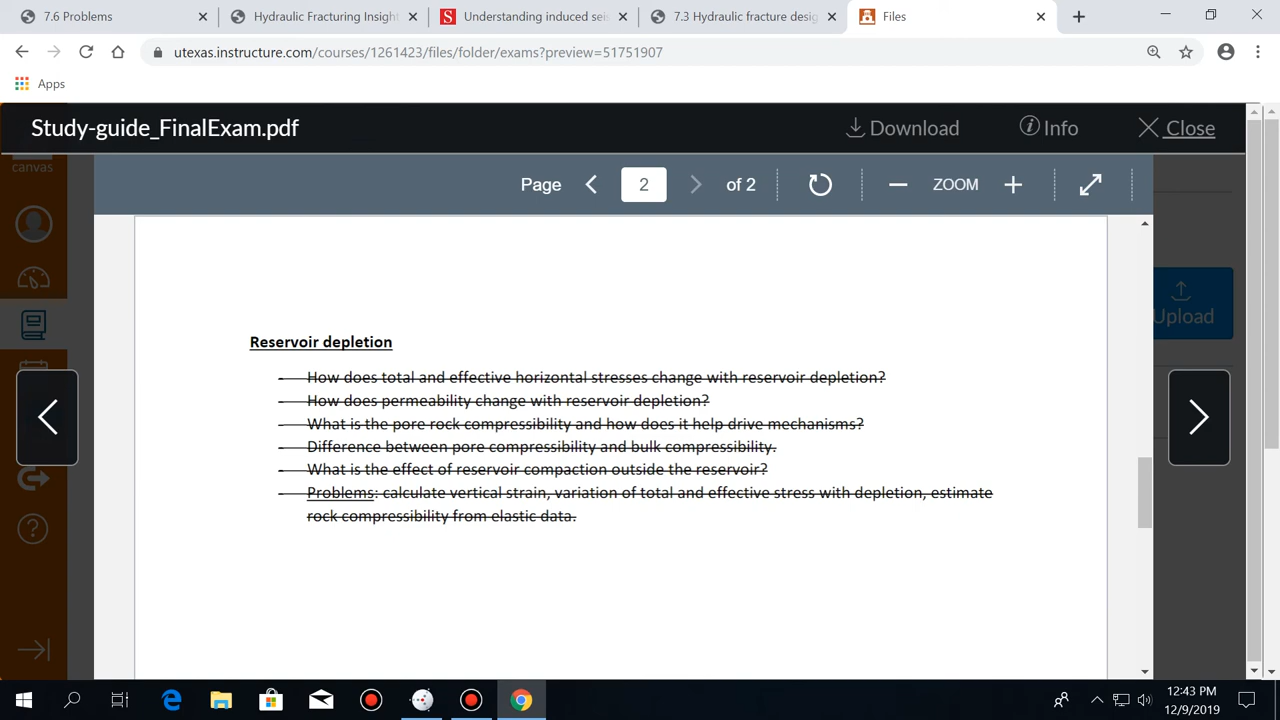 7.6 Problems
Hydraulic Fracturing Insight
Understanding induced sei
7.3 Hydraulic fracture desig
Files
utexas.instructure.com/courses/1261423/files/folder/exams?preview=51751907
Apps
Study-guide_FinalExam.pdf
Download
Info
Close
canvas
Page
2
of 2
ZOOM
Upload
Reservoir depletion
- How does total and effective horizontal stresses change with reservoir depletion?
- How does permeability change with reservoir depletion?
- What is the pore rock compressibility and how does it help drive mechanisms?
- Difference between pore compressibility and bulk compressibility.
- What is the effect of reservoir compaction outside the reservoir?
- Problems: calculate vertical strain, variation of total and effective stress with depletion, estimate
rock compressibility from elastic data.
12:43 PM
12/9/2019